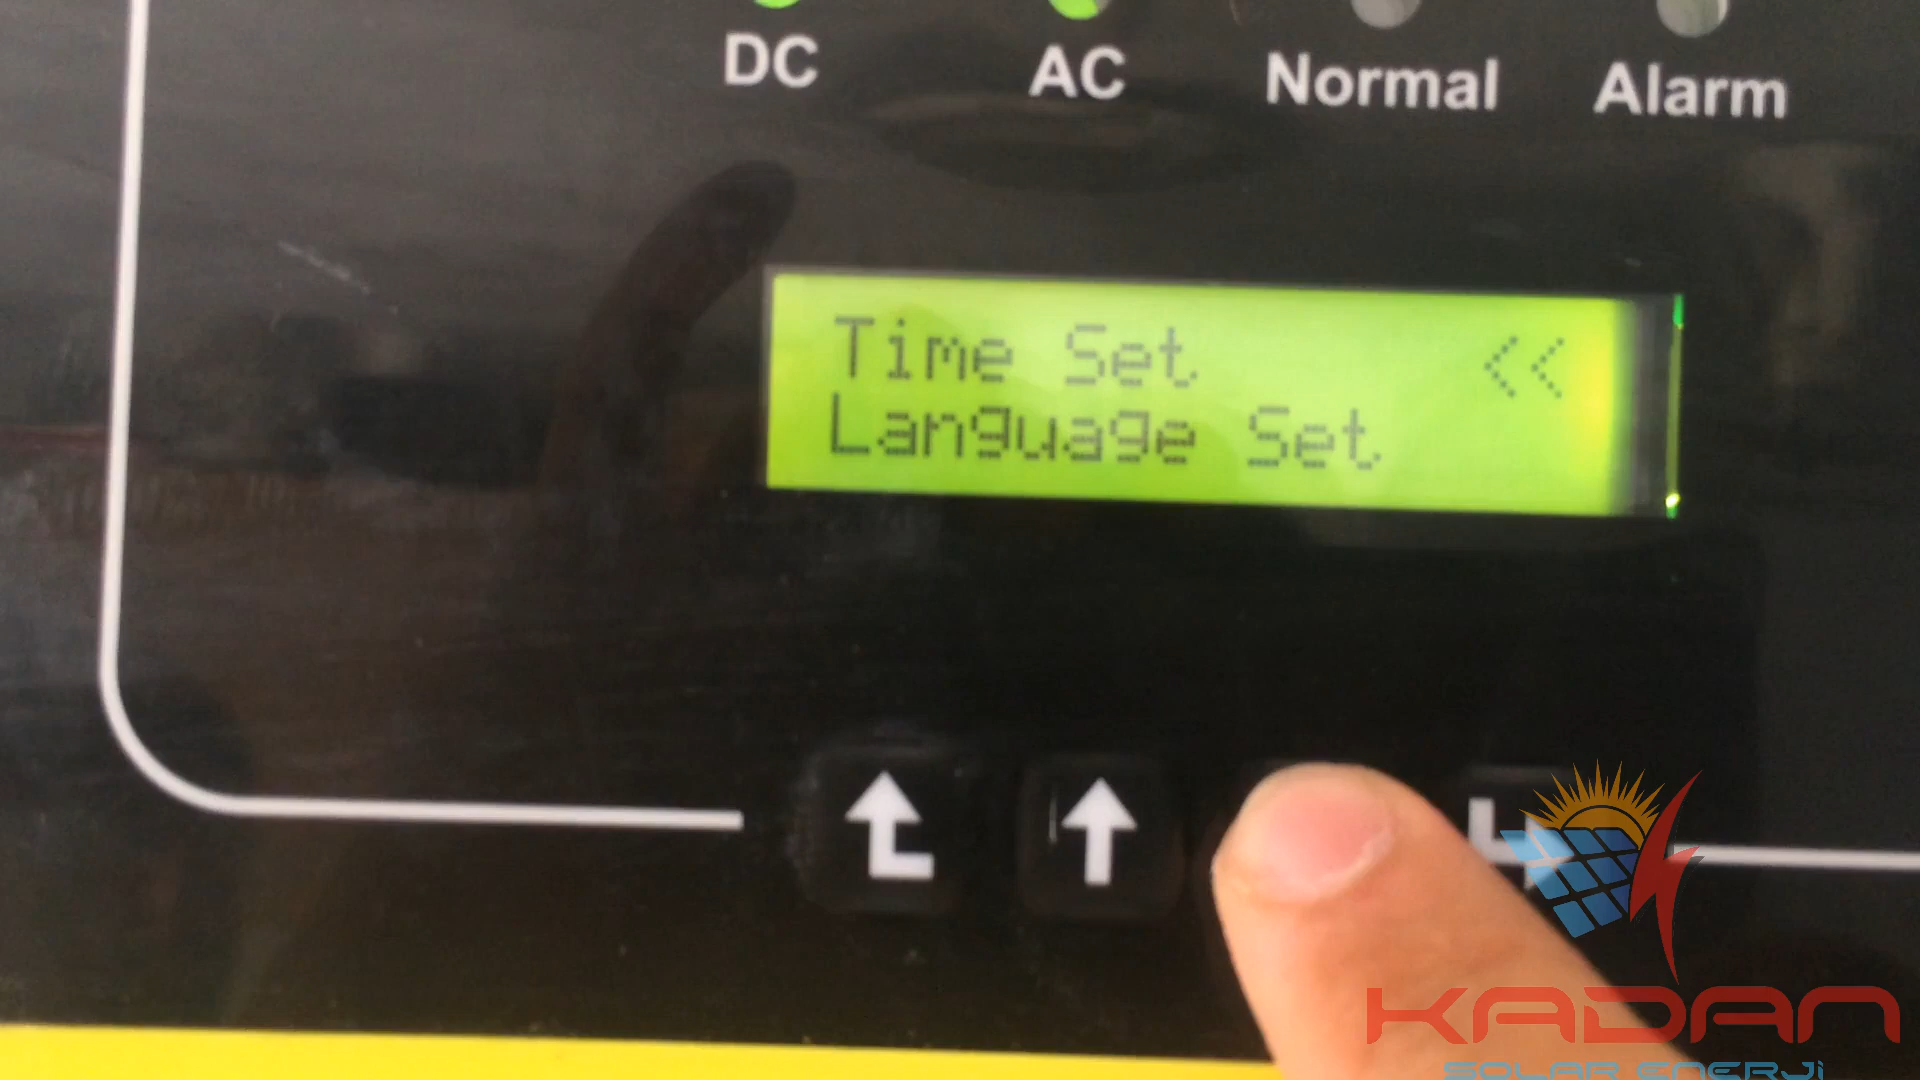 DC AC Normal Alarm
Time Set <<
Language Set
KADAN
SOLAR ENERJi